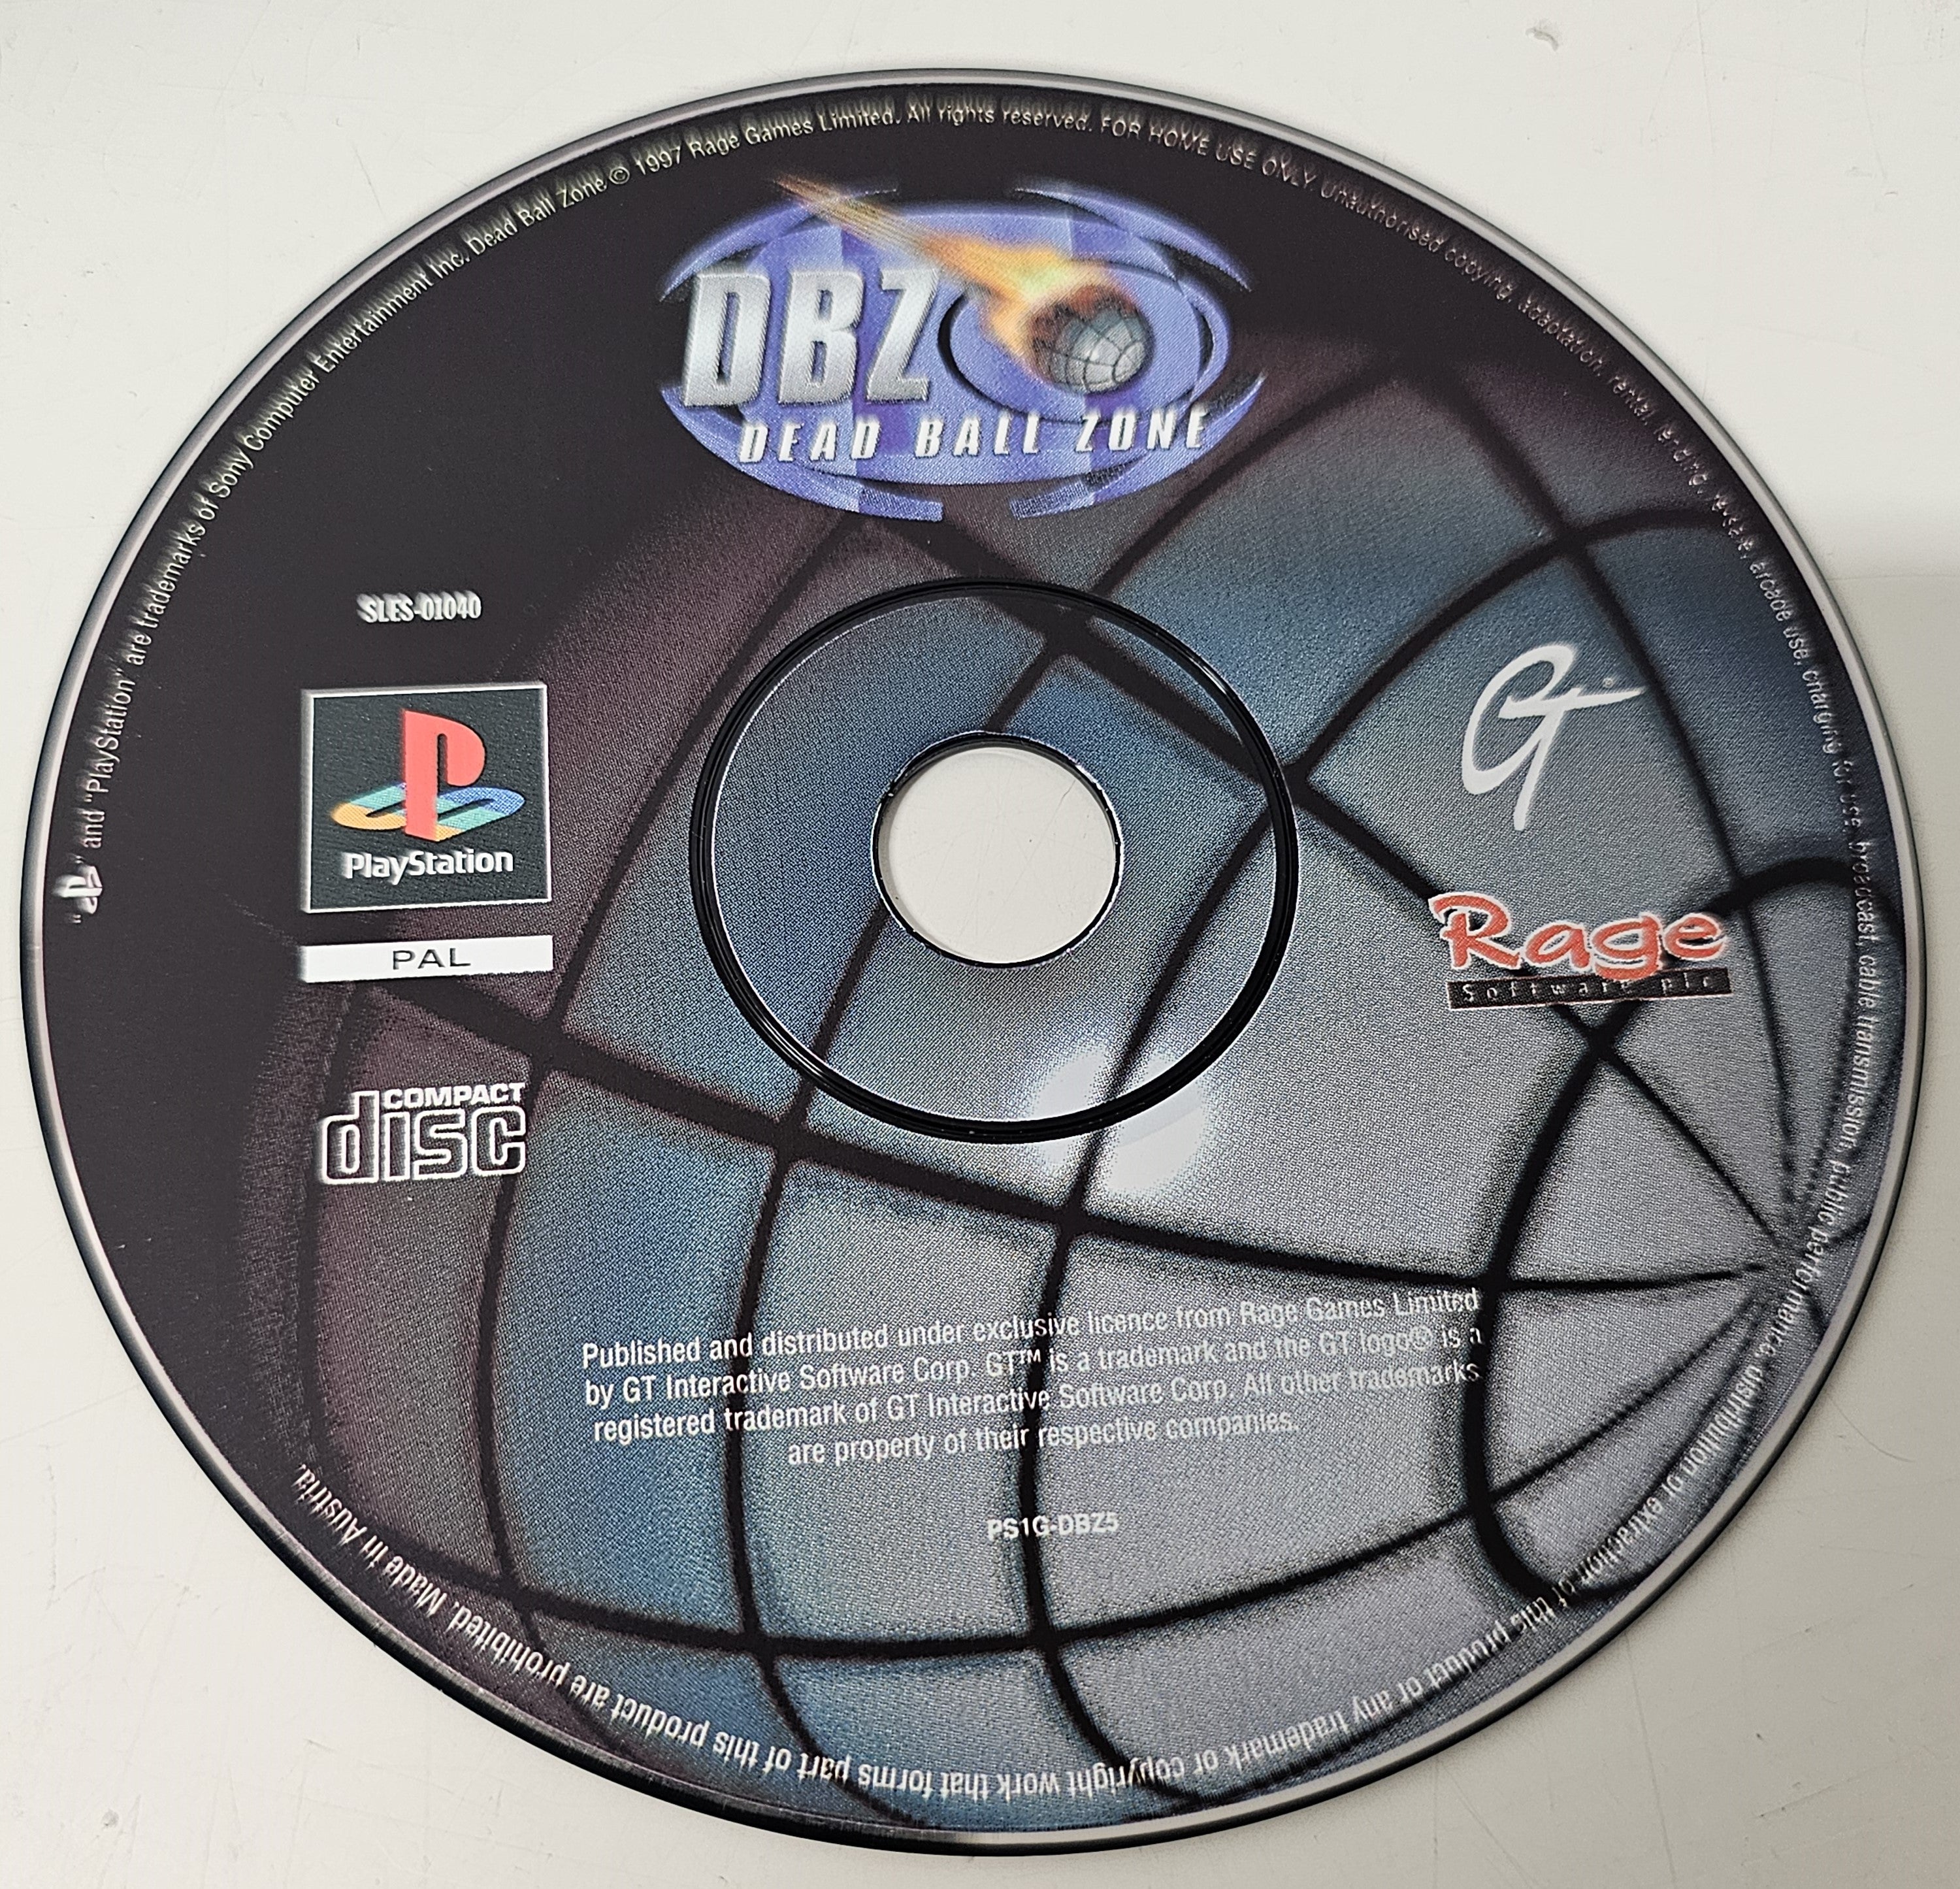 "PS" and "PlayStation" are trademarks of Sony Computer Entertainment Inc. Dead Ball Zone © 1997 Rage Games Limited. All rights reserved. FOR HOME USE ONLY. Unauthorised copying, adaptation, rental, lending, re-sale, arcade use, charging for use, broadcast, cable transmission, public performance, distribution or extraction of this product or any trademark or copyright work that forms part of this product are prohibited. Made in Austria.
DBZ
DEAD BALL ZONE
SLES-01040
GT
PlayStation
PAL
Rage
Software plc
COMPACT
disc
Published and distributed under exclusive licence from Rage Games Limited
by GT Interactive Software Corp. GT™ is a trademark and the GT logo® is a
registered trademark of GT Interactive Software Corp. All other trademarks
are property of their respective companies.
PS1G-DBZ5